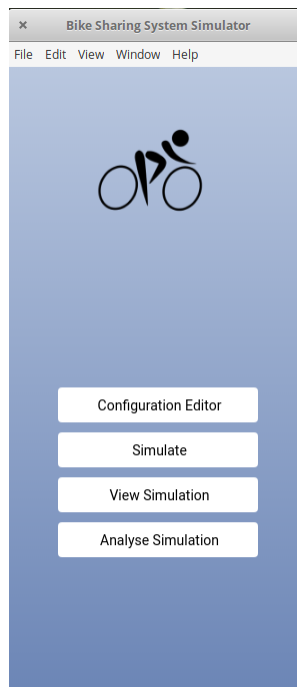 Bike Sharing System Simulator
File Edit View Window Help
Configuration Editor
Simulate
View Simulation
Analyse Simulation